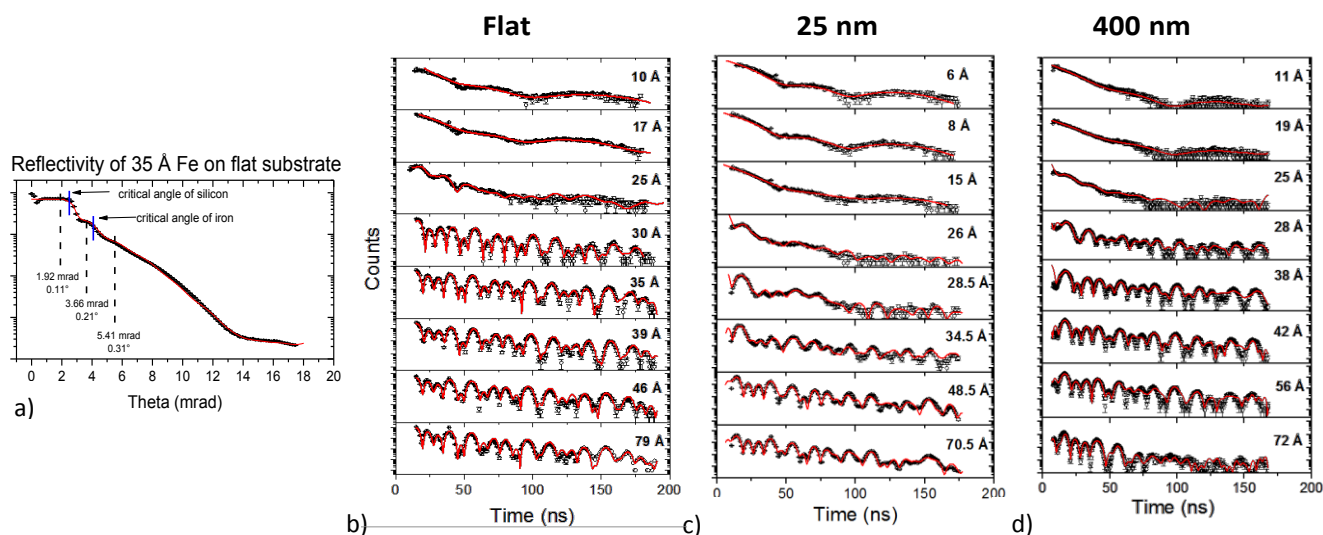 Flat
25 nm
400 nm
Reflectivity of 35 Å Fe on flat substrate
critical angle of silicon
critical angle of iron
1.92 mrad
0.11°
3.66 mrad
0.21°
5.41 mrad
0.31°
0 2 4 6 8 10 12 14 16 18 20
Theta (mrad)
a)
Counts
10 Å
17 Å
25 Å
30 Å
35 Å
39 Å
46 Å
79 Å
0 50 100 150 200
Time (ns)
b)
6 Å
8 Å
15 Å
26 Å
28.5 Å
34.5 Å
48.5 Å
70.5 Å
0 50 100 150 200
Time (ns)
c)
11 Å
19 Å
25 Å
28 Å
38 Å
42 Å
56 Å
72 Å
0 50 100 150 200
Time (ns)
d)